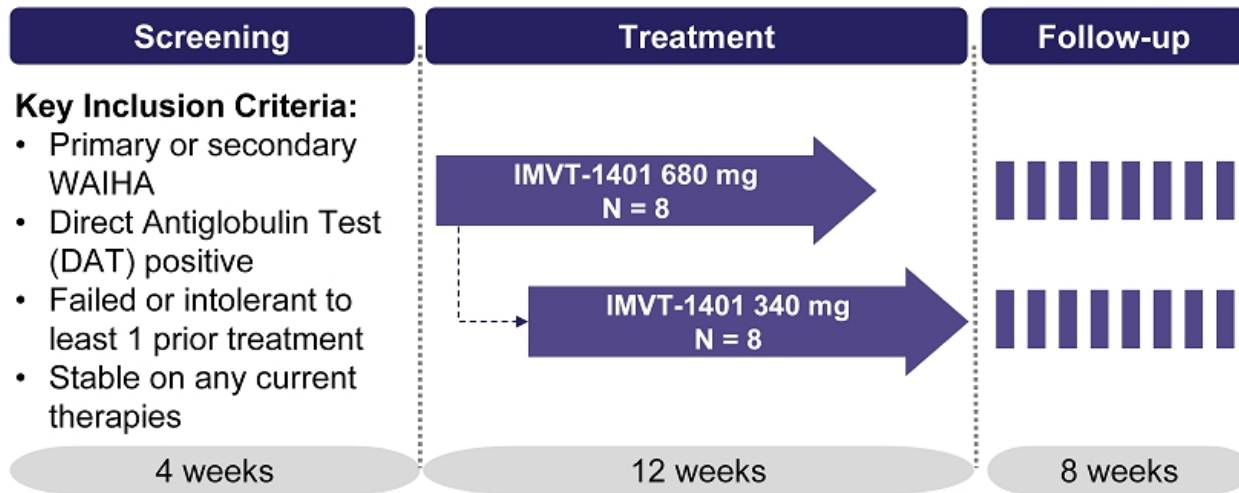 Screening
Treatment
Follow-up
Key Inclusion Criteria:
• Primary or secondary
WAIHA
• Direct Antiglobulin Test
(DAT) positive
• Failed or intolerant to
least 1 prior treatment
• Stable on any current
therapies
IMVT-1401 680 mg
N = 8
IMVT-1401 340 mg
N = 8
4 weeks
12 weeks
8 weeks